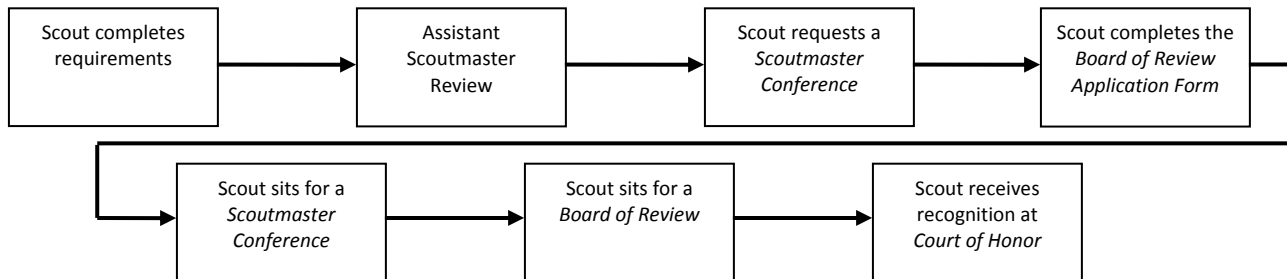 Scout completes
requirements
Assistant
Scoutmaster
Review
Scout requests a
Scoutmaster
Conference
Scout completes the
Board of Review
Application Form
Scout sits for a
Scoutmaster
Conference
Scout sits for a
Board of Review
Scout receives
recognition at
Court of Honor